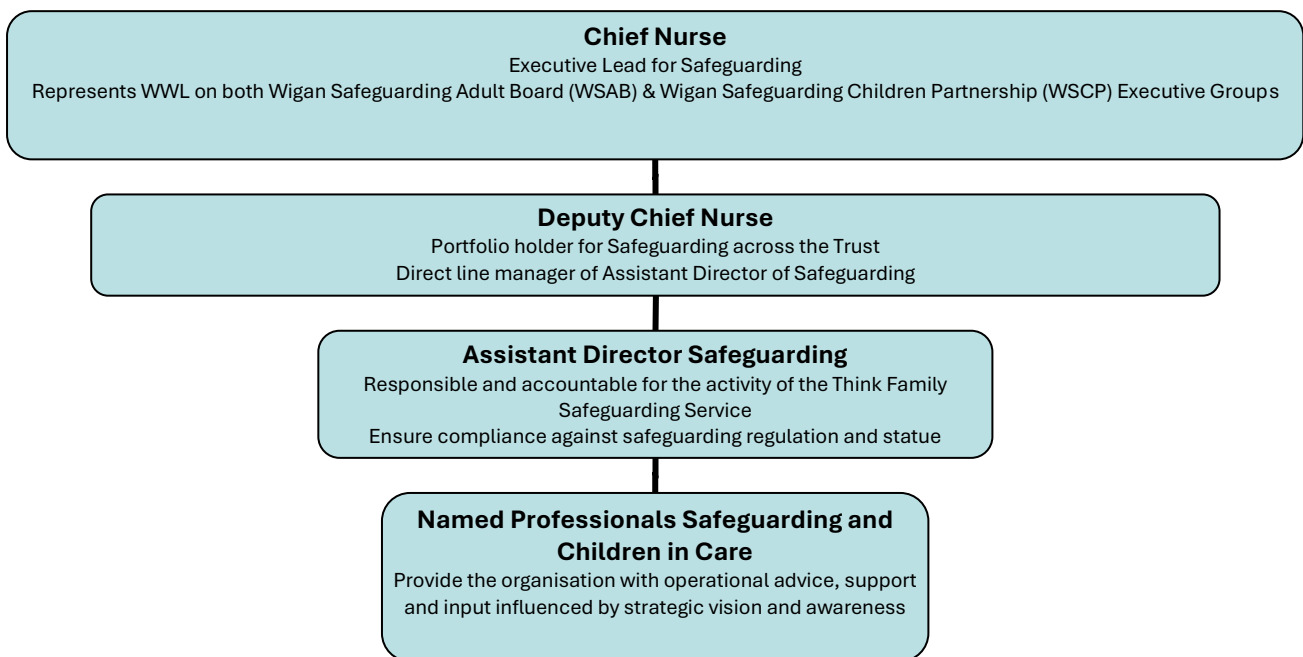 Chief Nurse
Executive Lead for Safeguarding
Represents WWL on both Wigan Safeguarding Adult Board (WSAB) & Wigan Safeguarding Children Partnership (WSCP) Executive Groups
Deputy Chief Nurse
Portfolio holder for Safeguarding across the Trust
Direct line manager of Assistant Director of Safeguarding
Assistant Director Safeguarding
Responsible and accountable for the activity of the Think Family
Safeguarding Service
Ensure compliance against safeguarding regulation and statue
Named Professionals Safeguarding and
Children in Care
Provide the organisation with operational advice, support
and input influenced by strategic vision and awareness